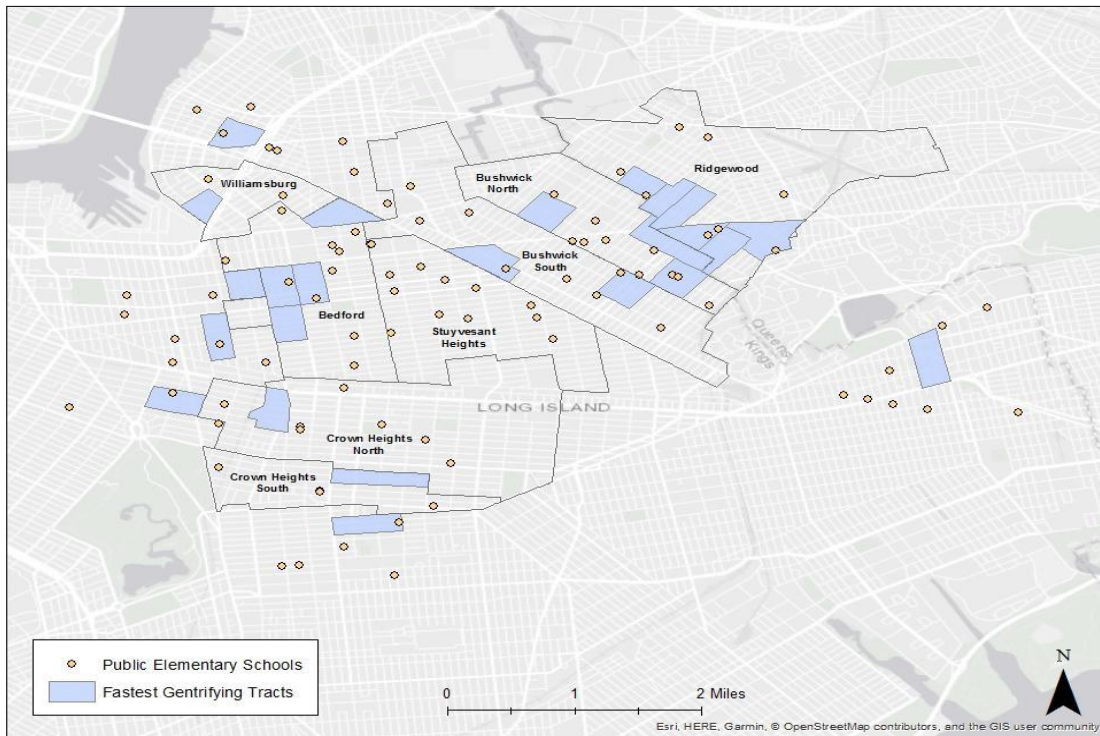 Ridgewood
Bushwick
North
Williamsburg
Bushwick
South
Bedford
Stuyvesant
Heights
Queens
Kings
LONG ISLAND
Crown Heights
North
Crown Heights
South
Public Elementary Schools
Fastest Gentrifying Tracts
0 1 2 Miles
N
Esri, HERE, Garmin, © OpenStreetMap contributors, and the GIS user community